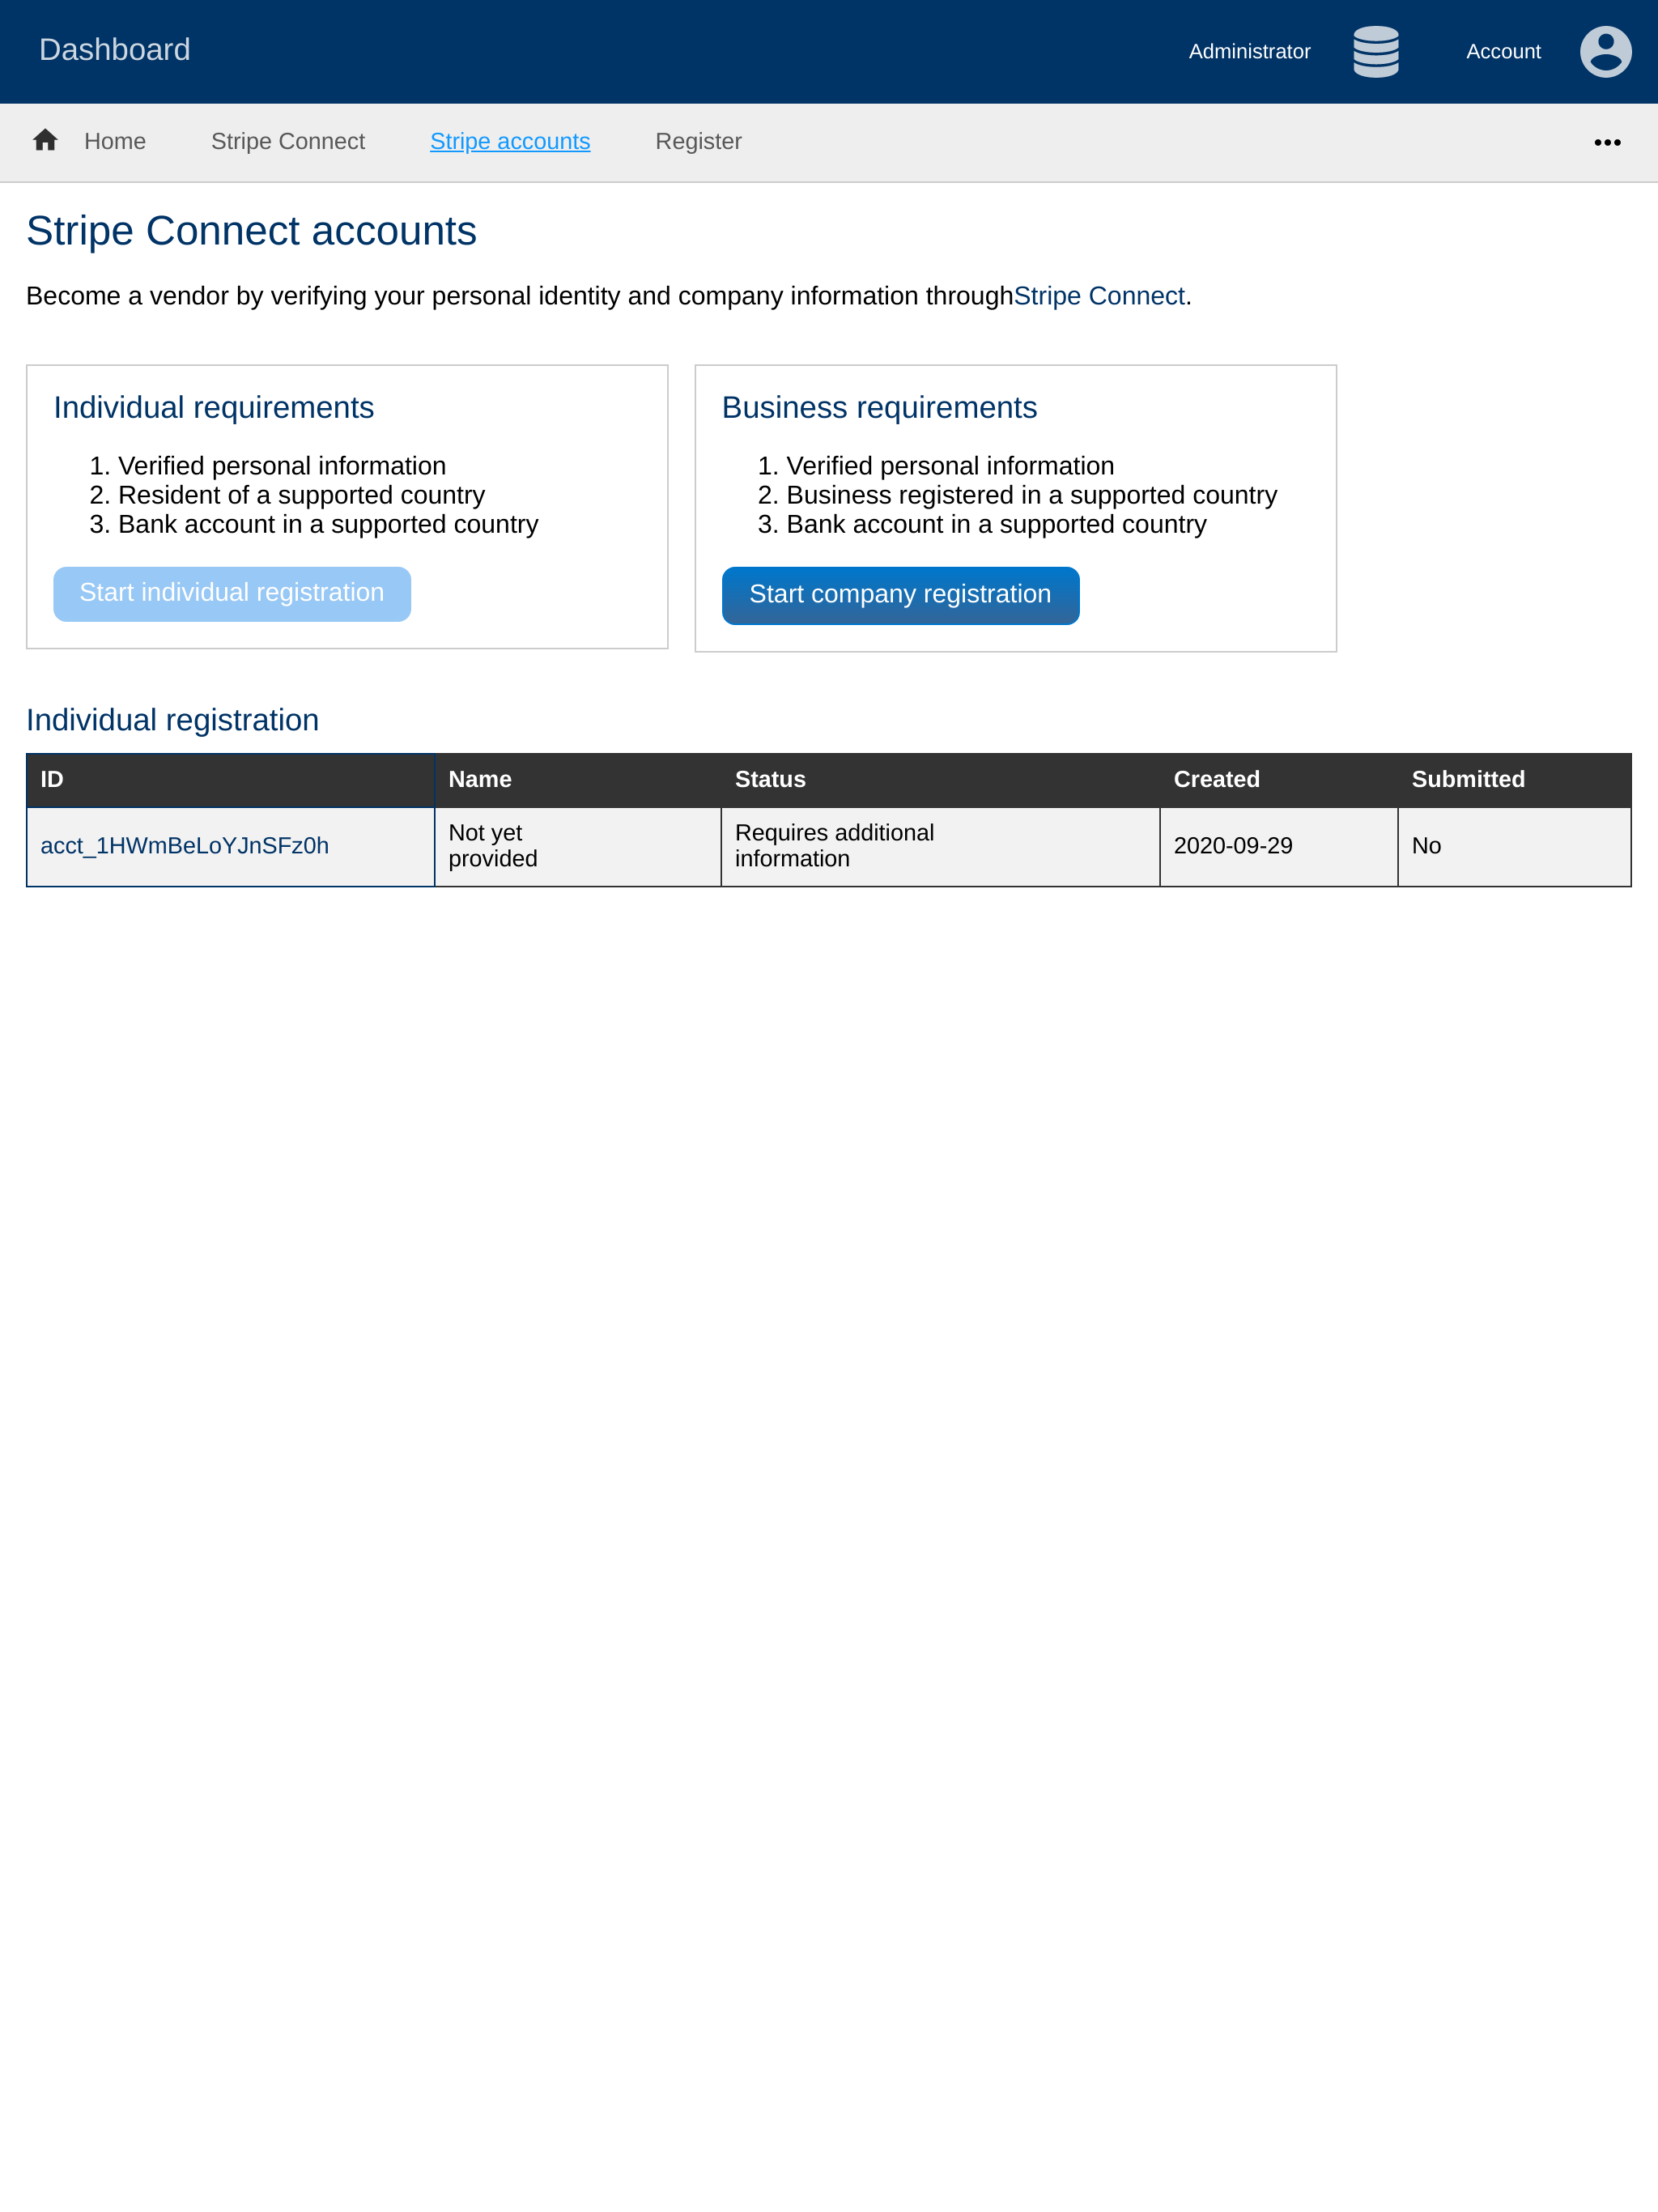 Dashboard
Administrator
Account
Home
Stripe Connect
Stripe accounts
Register
Stripe Connect accounts
Become a vendor by verifying your personal identity and company information throughStripe Connect.
Individual requirements
1. Verified personal information
2. Resident of a supported country
3. Bank account in a supported country
Start individual registration
Business requirements
1. Verified personal information
2. Business registered in a supported country
3. Bank account in a supported country
Start company registration
Individual registration
ID Name Status Created Submitted
acct_1HWmBeLoYJnSFz0h
Not yet
provided
Requires additional
information
2020-09-29
No